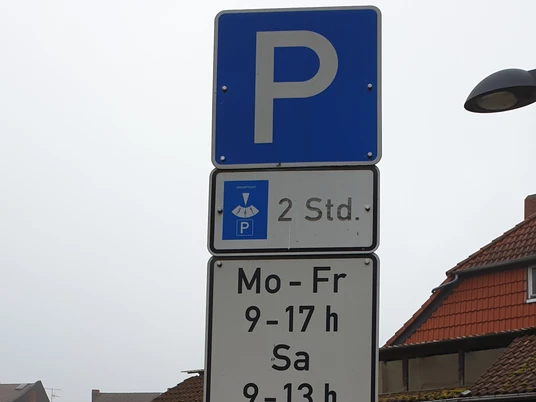 P
P
2 Std.
Mo - Fr
9 - 17 h
Sa
9 - 13 h